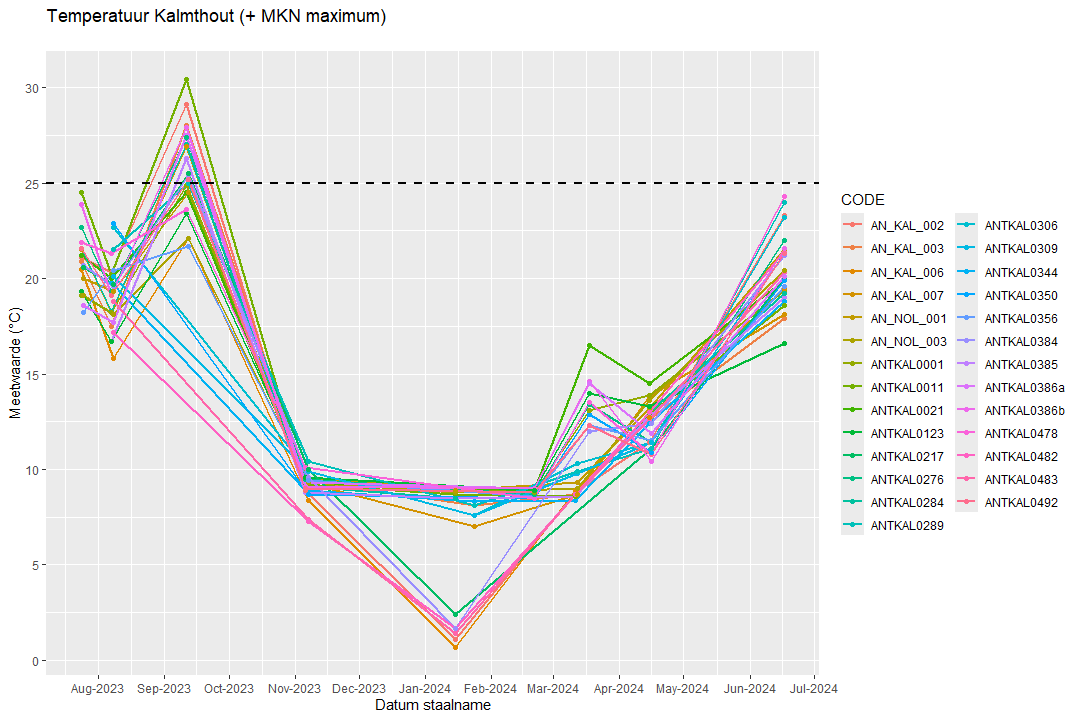 Temperatuur Kalmthout (+ MKN maximum)
30
25
20
15
10
5
0
Meetwaarde (°C)
Aug-2023 Sep-2023 Oct-2023 Nov-2023 Dec-2023 Jan-2024 Feb-2024 Mar-2024 Apr-2024 May-2024 Jun-2024 Jul-2024
Datum staalname
CODE
AN_KAL_002
AN_KAL_003
AN_KAL_006
AN_KAL_007
AN_NOL_001
AN_NOL_003
ANTKAL0001
ANTKAL0011
ANTKAL0021
ANTKAL0123
ANTKAL0217
ANTKAL0276
ANTKAL0284
ANTKAL0289
ANTKAL0306
ANTKAL0309
ANTKAL0344
ANTKAL0350
ANTKAL0356
ANTKAL0384
ANTKAL0385
ANTKAL0386a
ANTKAL0386b
ANTKAL0478
ANTKAL0482
ANTKAL0483
ANTKAL0492